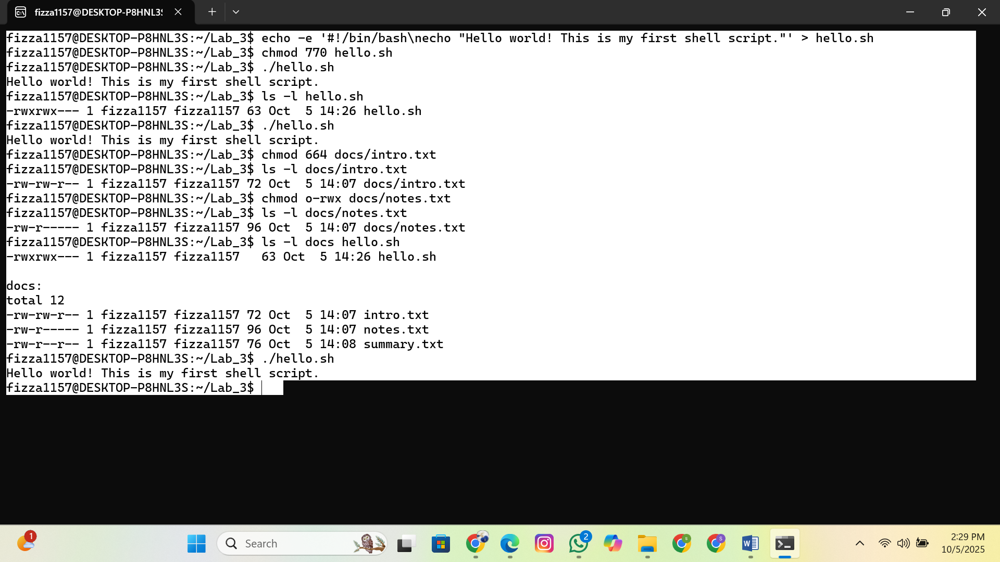 fizza1157@DESKTOP-P8HNL3S
fizza1157@DESKTOP-P8HNL3S:~/Lab_3$ echo -e '#!/bin/bash\necho "Hello world! This is my first shell script."' > hello.sh
fizza1157@DESKTOP-P8HNL3S:~/Lab_3$ chmod 770 hello.sh
fizza1157@DESKTOP-P8HNL3S:~/Lab_3$ ./hello.sh
Hello world! This is my first shell script.
fizza1157@DESKTOP-P8HNL3S:~/Lab_3$ ls -l hello.sh
-rwxrwx--- 1 fizza1157 fizza1157 63 Oct  5 14:26 hello.sh
fizza1157@DESKTOP-P8HNL3S:~/Lab_3$ ./hello.sh
Hello world! This is my first shell script.
fizza1157@DESKTOP-P8HNL3S:~/Lab_3$ chmod 664 docs/intro.txt
fizza1157@DESKTOP-P8HNL3S:~/Lab_3$ ls -l docs/intro.txt
-rw-rw-r-- 1 fizza1157 fizza1157 72 Oct  5 14:07 docs/intro.txt
fizza1157@DESKTOP-P8HNL3S:~/Lab_3$ chmod o-rwx docs/notes.txt
fizza1157@DESKTOP-P8HNL3S:~/Lab_3$ ls -l docs/notes.txt
-rw-r----- 1 fizza1157 fizza1157 96 Oct  5 14:07 docs/notes.txt
fizza1157@DESKTOP-P8HNL3S:~/Lab_3$ ls -l docs hello.sh
-rwxrwx--- 1 fizza1157 fizza1157   63 Oct  5 14:26 hello.sh
docs:
total 12
-rw-rw-r-- 1 fizza1157 fizza1157 72 Oct  5 14:07 intro.txt
-rw-r----- 1 fizza1157 fizza1157 96 Oct  5 14:07 notes.txt
-rw-r--r-- 1 fizza1157 fizza1157 76 Oct  5 14:08 summary.txt
fizza1157@DESKTOP-P8HNL3S:~/Lab_3$ ./hello.sh
Hello world! This is my first shell script.
fizza1157@DESKTOP-P8HNL3S:~/Lab_3$
1
Search
2
2:29 PM
10/5/2025